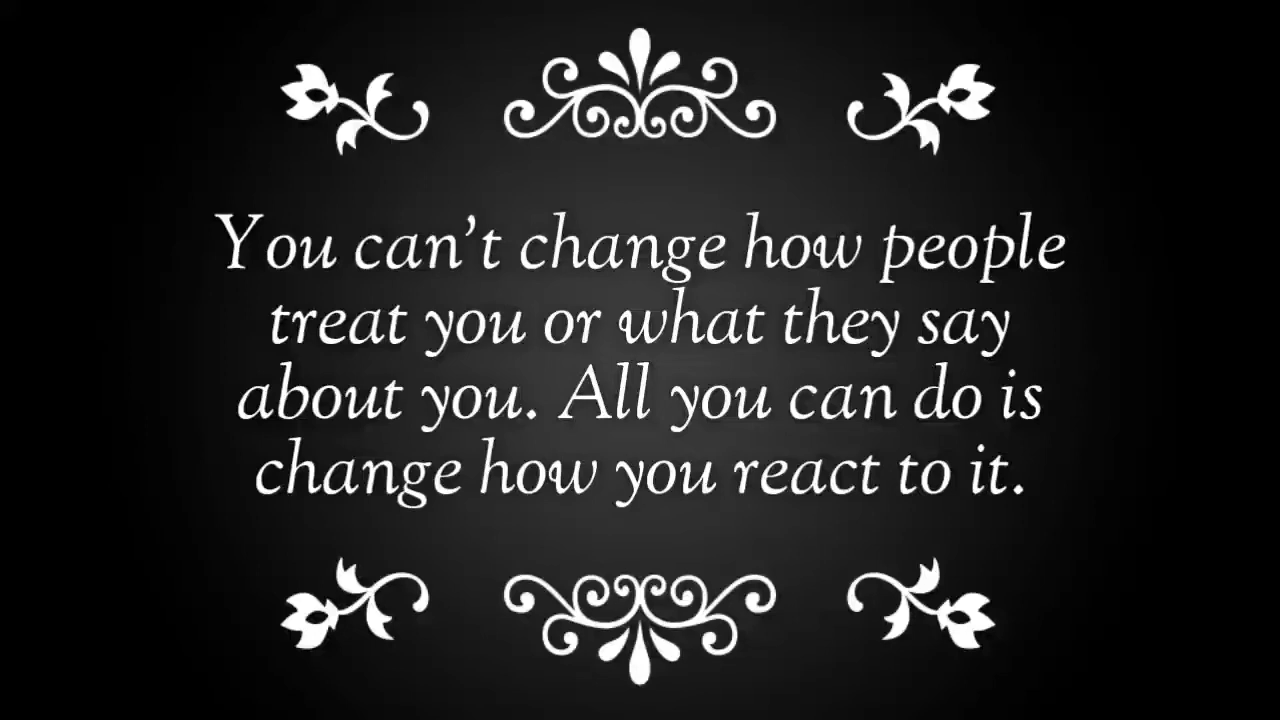 You can’t change how people
treat you or what they say
about you. All you can do is
change how you react to it.